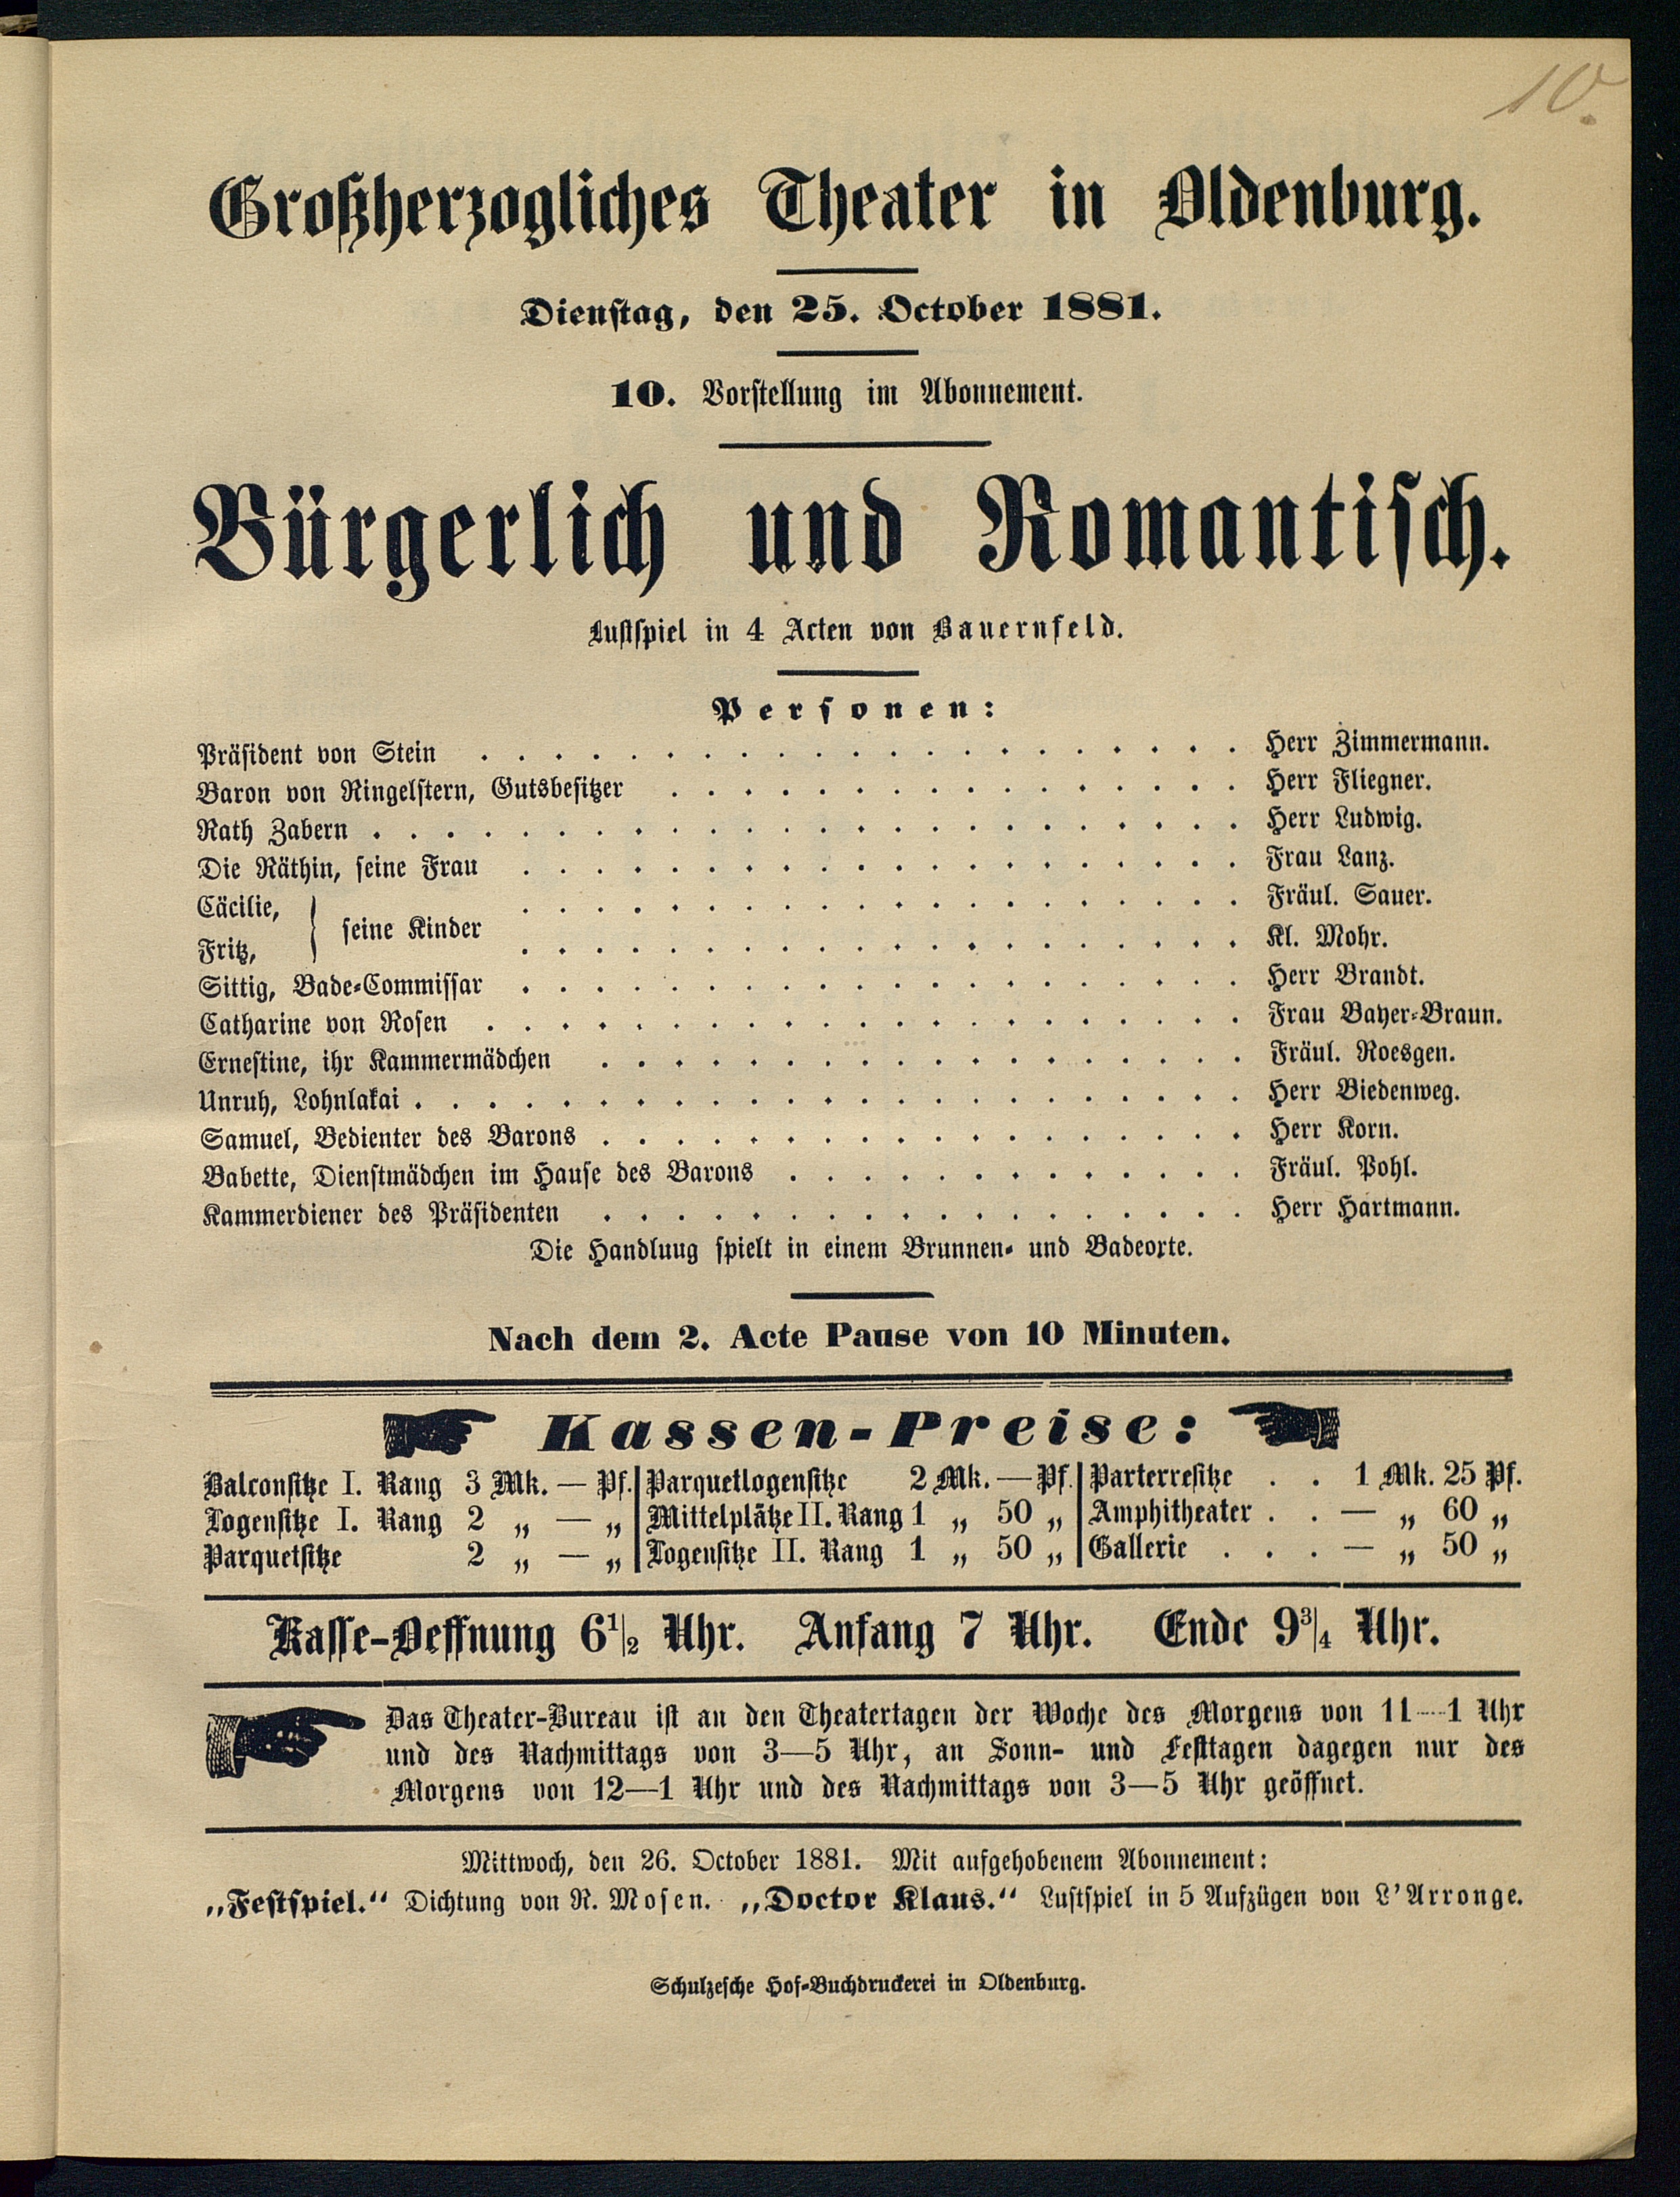 10.
Großherzogliches Theater in Oldenburg.
Dienstag, den 25. October 1881.
10. Vorstellung im Abonnement.
Bürgerlich und Romantisch.
Lustspiel in 4 Acten von Bauernfeld.
Personen:
Präsident von Stein . . . . . . . . . . . . . . . . . . . . . Herr Zimmermann.
Baron von Ringelstern, Gutsbesitzer . . . . . . . . . . . . . . . . Herr Fliegner.
Rath Zabern . . . . . . . . . . . . . . . . . . . . . . . . Herr Ludwig.
Die Räthin, seine Frau . . . . . . . . . . . . . . . . . . . . Frau Lanz.
Cäcilie, } seine Kinder . . . . . . . . . . . . . . . . . . . . Fräul. Sauer.
Fritz, . . . . . . . . . . . . . . . . . . . . Kl. Mohr.
Sittig, Bade-Commissar . . . . . . . . . . . . . . . . . . . . Herr Brandt.
Catharine von Rosen . . . . . . . . . . . . . . . . . . . . . Frau Bayer-Braun.
Ernestine, ihr Kammermädchen . . . . . . . . . . . . . . . . . . Fräul. Roesgen.
Unruh, Lohnlakai . . . . . . . . . . . . . . . . . . . . . . . Herr Biedenweg.
Samuel, Bedienter des Barons . . . . . . . . . . . . . . . . . . Herr Korn.
Babette, Dienstmädchen im Hause des Barons . . . . . . . . . . . . . Fräul. Pohl.
Kammerdiener des Präsidenten . . . . . . . . . . . . . . . . . . Herr Hartmann.
Die Handlung spielt in einem Brunnen- und Badeorte.
Nach dem 2. Acte Pause von 10 Minuten.
Kassen-Preise:
Balconsitze I. Rang 3 Mk. — Pf. Parquetlogensitze 2 Mk. — Pf. Parterresitze . . 1 Mk. 25 Pf.
Logensitze I. Rang 2 „ — „ Mittelplätze II. Rang 1 „ 50 „ Amphitheater . . — „ 60 „
Parquetsitze 2 „ — „ Logensitze II. Rang 1 „ 50 „ Gallerie . . . — „ 50 „
Kasse-Oeffnung 6½ Uhr. Anfang 7 Uhr. Ende 9¾ Uhr.
Das Theater-Bureau ist an den Theatertagen der Woche des Morgens von 11—1 Uhr
und des Nachmittags von 3—5 Uhr, an Sonn- und Festtagen dagegen nur des
Morgens von 12—1 Uhr und des Nachmittags von 3—5 Uhr geöffnet.
Mittwoch, den 26. October 1881. Mit aufgehobenem Abonnement:
„Festspiel.“ Dichtung von R. Mosen. „Doctor Klaus.“ Lustspiel in 5 Aufzügen von L'Arronge.
Schulzesche Hof-Buchdruckerei in Oldenburg.